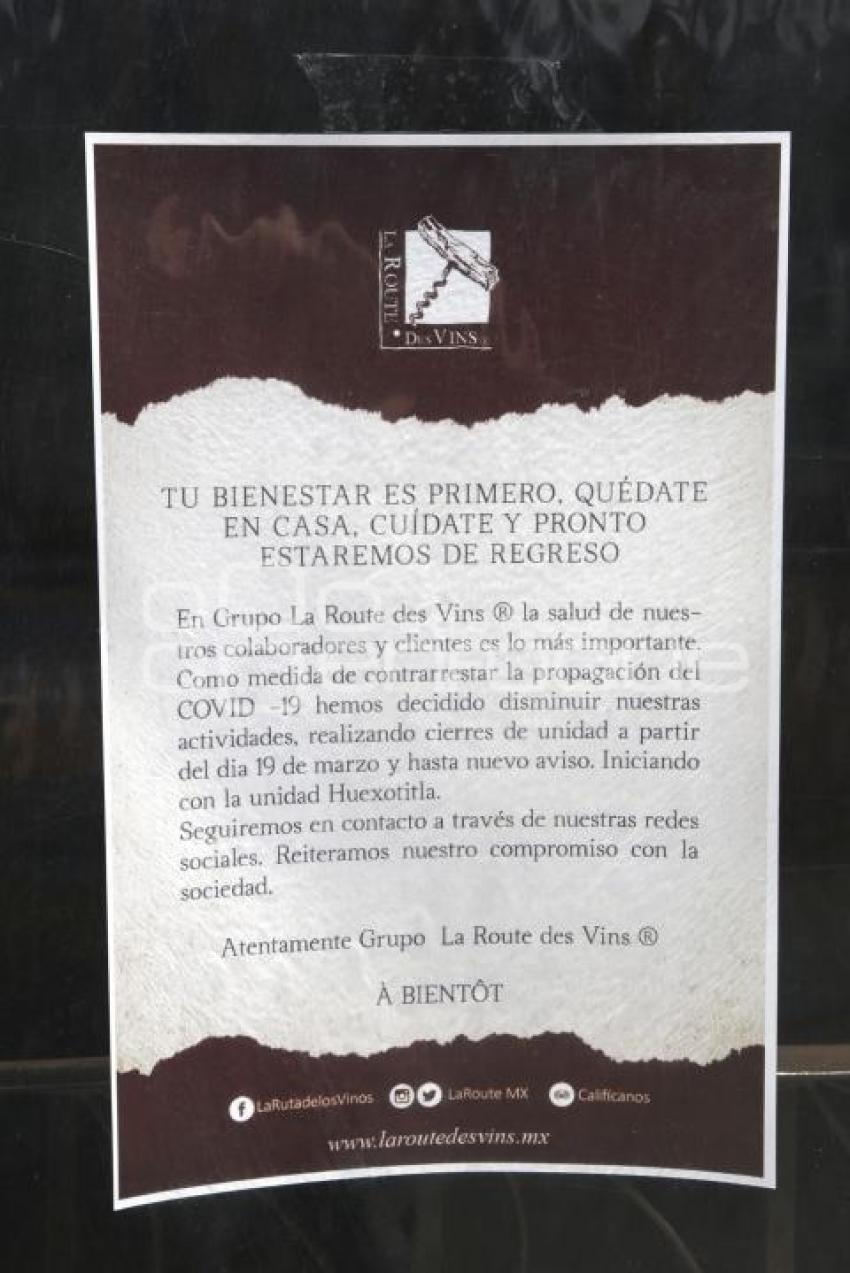 LA ROUTE
DES VINS ®
TU BIENESTAR ES PRIMERO, QUÉDATE
EN CASA, CUÍDATE Y PRONTO
ESTAREMOS DE REGRESO
En Grupo La Route des Vins ® la salud de nues-
tros colaboradores y clientes es lo más importante.
Como medida de contrarrestar la propagación del
COVID -19 hemos decidido disminuir nuestras
actividades, realizando cierres de unidad a partir
del dia 19 de marzo y hasta nuevo aviso. Iniciando
con la unidad Huexotitla.
Seguiremos en contacto a través de nuestras redes
sociales. Reiteramos nuestro compromiso con la
sociedad.
Atentamente Grupo La Route des Vins ®
À BIENTÔT
LaRutadelosVinos LaRoute MX Califícanos
www.laroutedesvins.mx